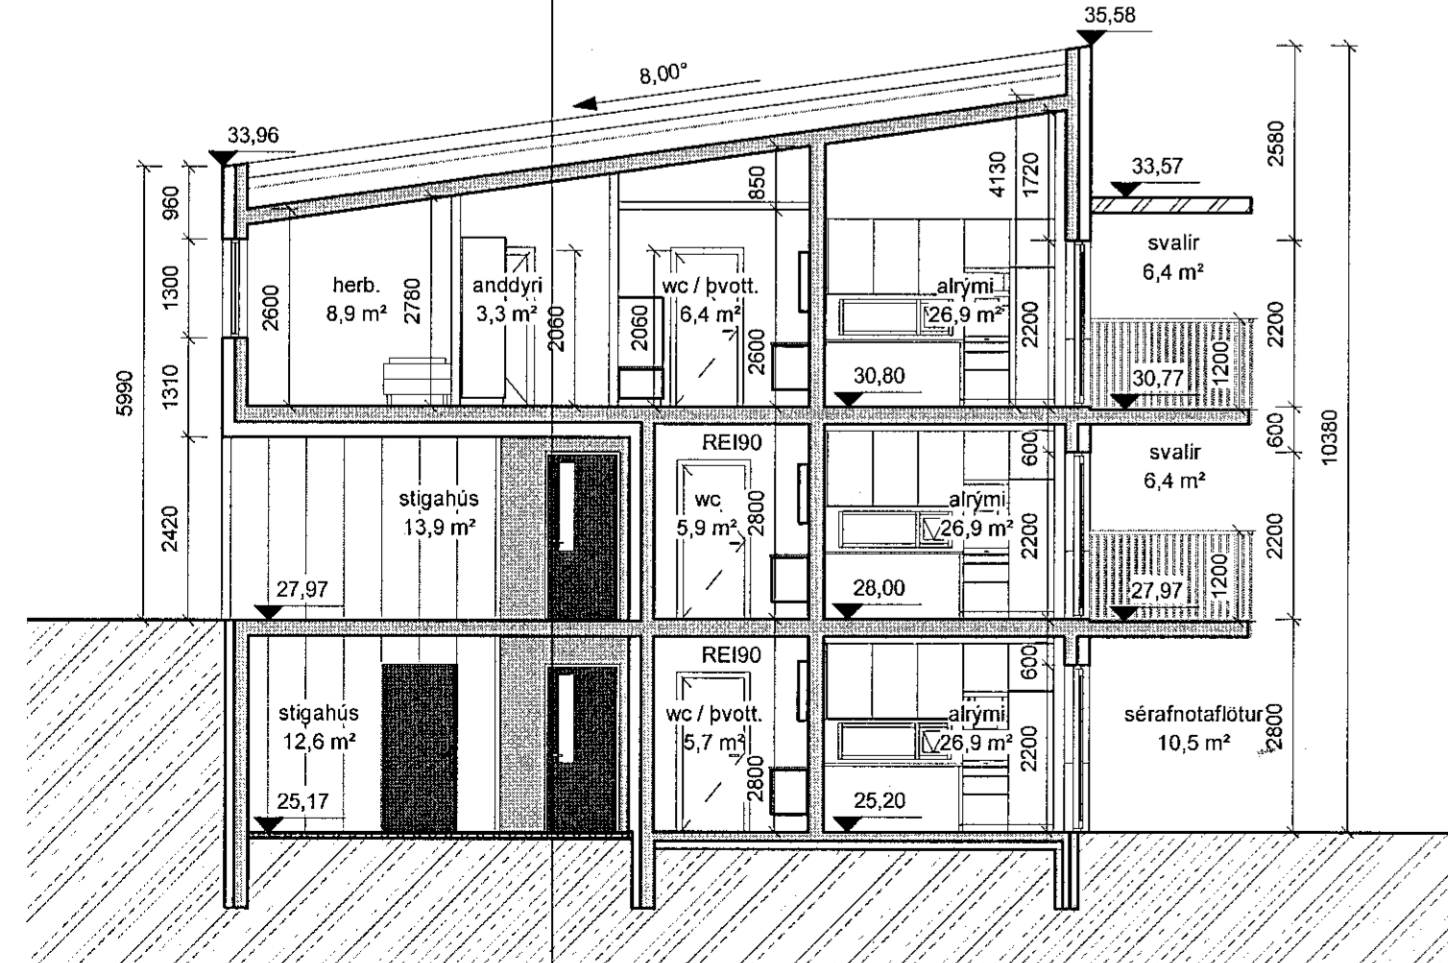 35,58
8,00°
33,96
33,57
960
1300
1310
5990
2420
2600
herb.
8,9 m²
2780
anddyri
3,3 m²
2060
2060
850
wc / þvott.
6,4 m²
2600
4130
1720
alrými
26,9 m²
2200
30,80
svalir
6,4 m²
30,77
1200
2580
2200
600
10380
stigahús
13,9 m²
27,97
REI90
wc
5,9 m²
2800
600
alrými
26,9 m²
2200
28,00
svalir
6,4 m²
27,97
1200
2200
stigahús
12,6 m²
25,17
REI90
wc / þvott.
5,7 m²
2800
600
alrými
26,9 m²
2200
25,20
sérafnotaflötur
10,5 m²
2800